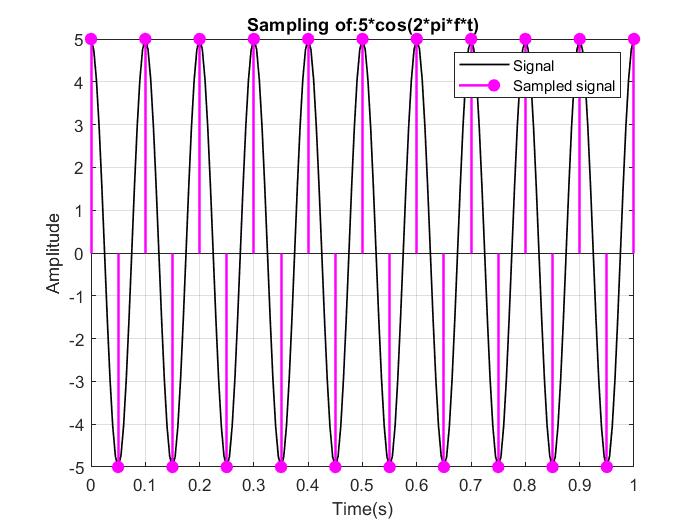 Sampling of:5*cos(2*pi*f*t)
Signal
Sampled signal
Amplitude
5
4
3
2
1
0
-1
-2
-3
-4
-5
0 0.1 0.2 0.3 0.4 0.5 0.6 0.7 0.8 0.9 1
Time(s)